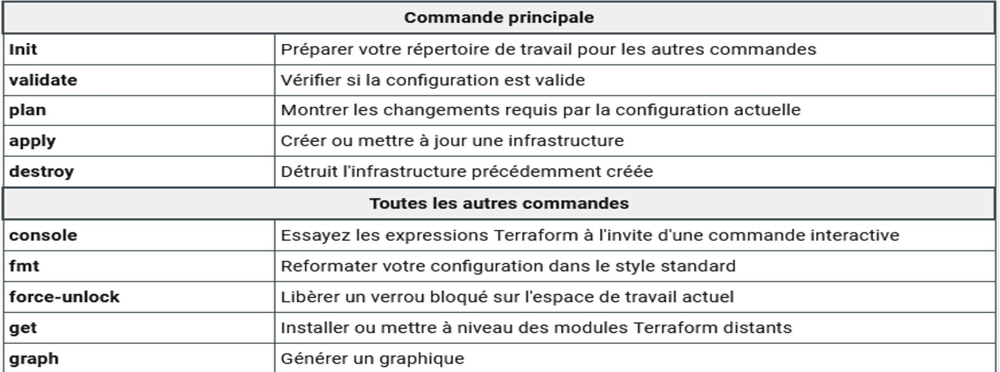 Commande principale
Init Préparer votre répertoire de travail pour les autres commandes
validate Vérifier si la configuration est valide
plan Montrer les changements requis par la configuration actuelle
apply Créer ou mettre à jour une infrastructure
destroy Détruit l'infrastructure précédemment créée
Toutes les autres commandes
console Essayez les expressions Terraform à l'invite d'une commande interactive
fmt Reformater votre configuration dans le style standard
force-unlock Libèrer un verrou bloqué sur l'espace de travail actuel
get Installer ou mettre à niveau des modules Terraform distants
graph Générer un graphique